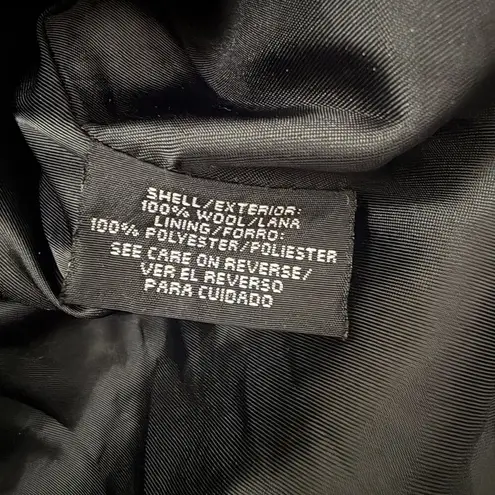 SHELL/EXTERIOR:
100% WOOL/LANA
LINING/FORRO:
100% POLYESTER/POLIESTER
SEE CARE ON REVERSE/
VER EL REVERSO
PARA CUIDADO